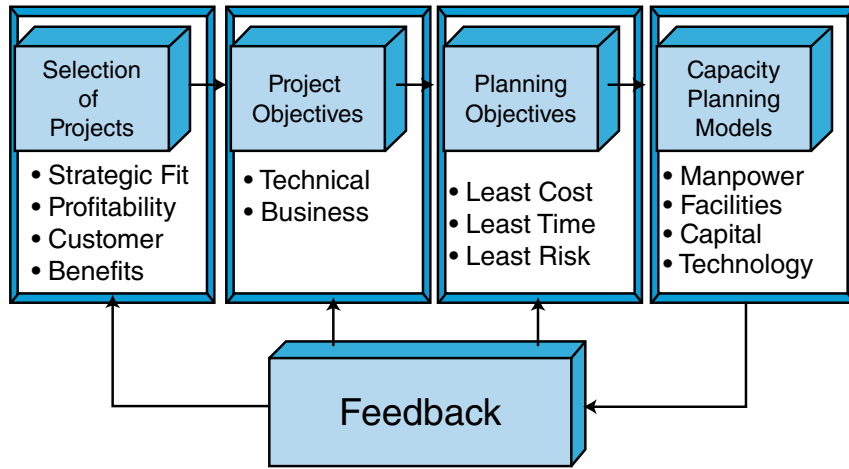 Selection
of
Projects
• Strategic Fit
• Profitability
• Customer
• Benefits
Project
Objectives
• Technical
• Business
Planning
Objectives
• Least Cost
• Least Time
• Least Risk
Capacity
Planning
Models
• Manpower
• Facilities
• Capital
• Technology
Feedback